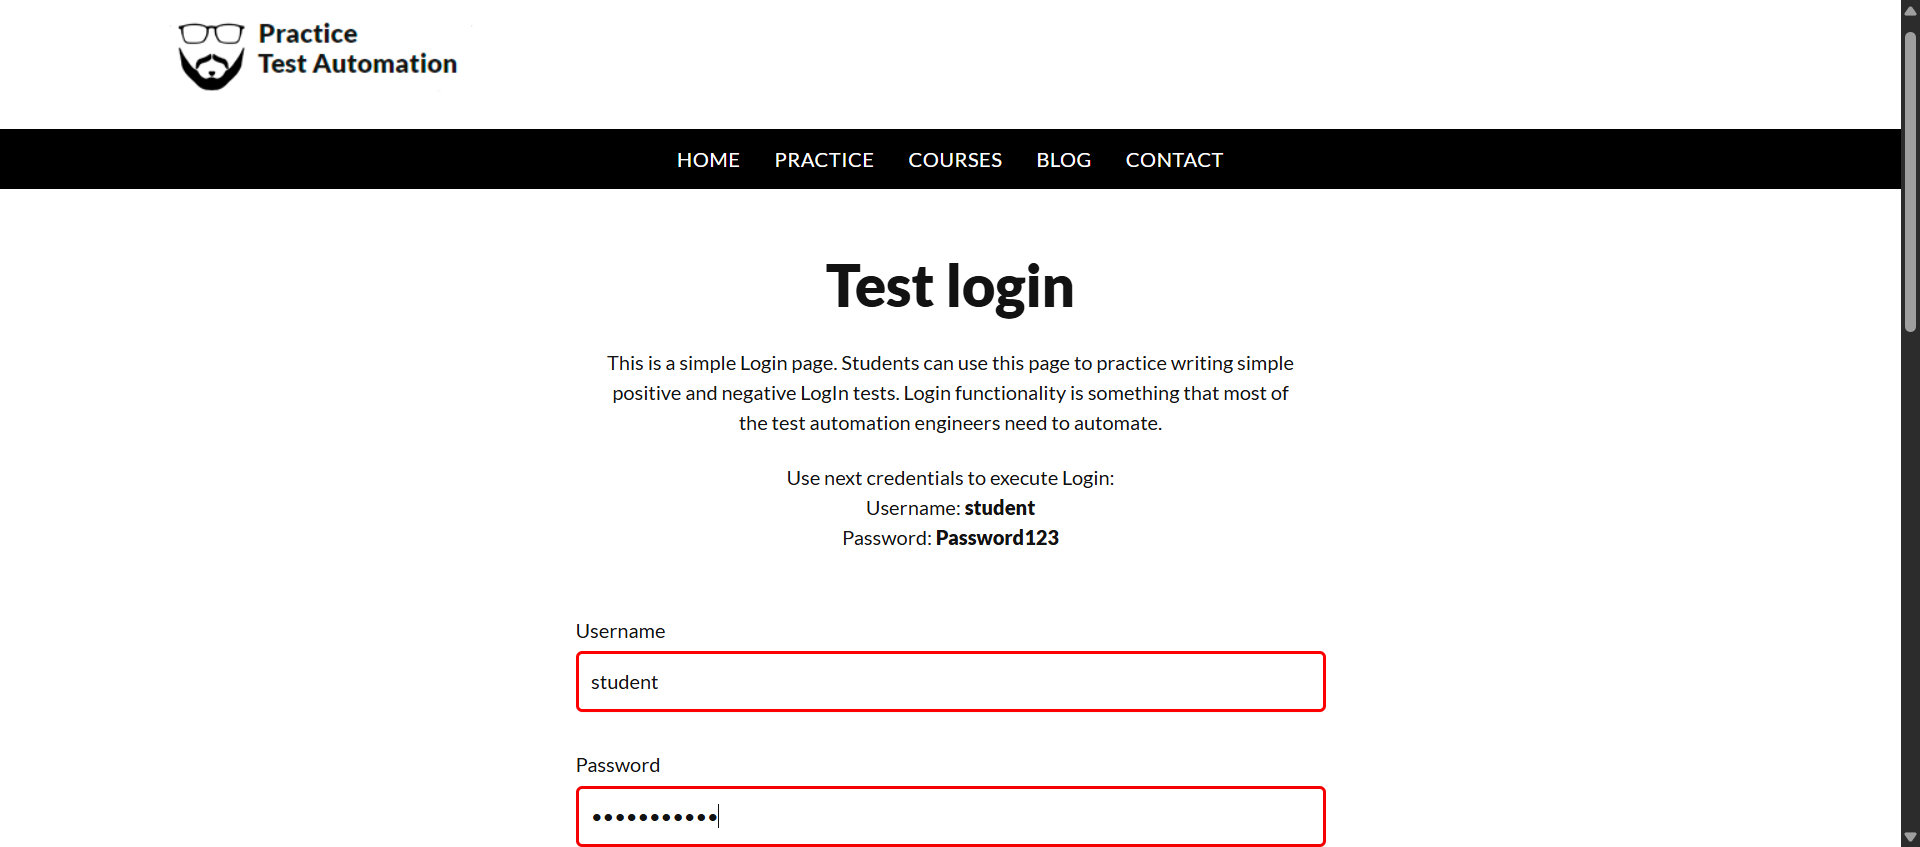 Practice
Test Automation
HOME PRACTICE COURSES BLOG CONTACT
Test login
This is a simple Login page. Students can use this page to practice writing simple
positive and negative LogIn tests. Login functionality is something that most of
the test automation engineers need to automate.
Use next credentials to execute Login:
Username: student
Password: Password123
Username
student
Password
•••••••••••